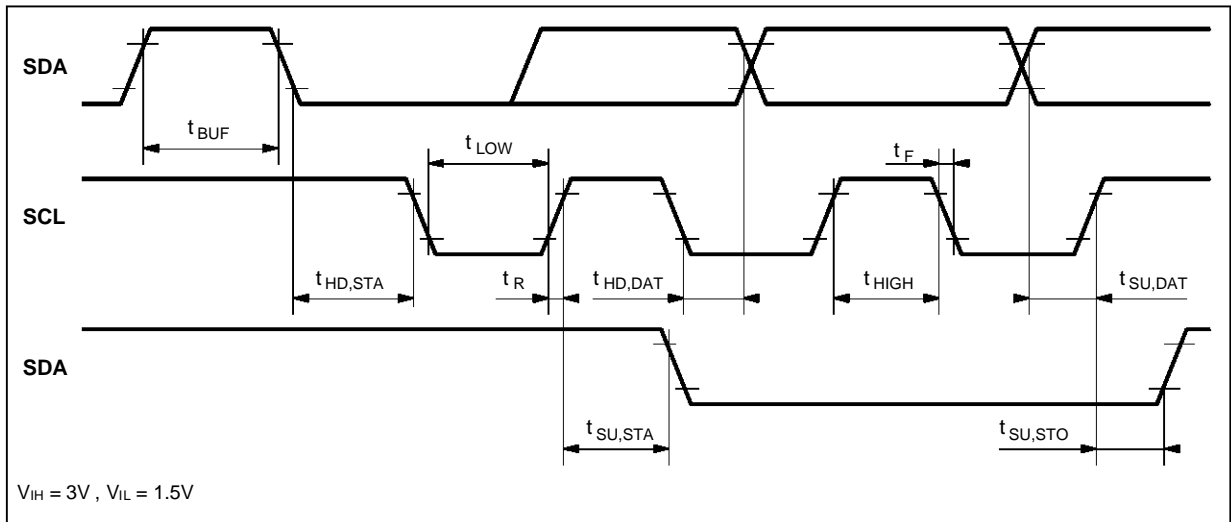 SDA
t BUF
t LOW
t F
SCL
t HD,STA
t R
t HD,DAT
t HIGH
t SU,DAT
SDA
t SU,STA
t SU,STO
VIH = 3V , VIL = 1.5V